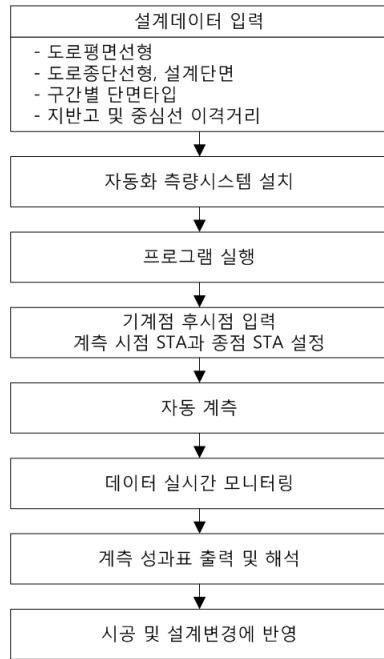 설계데이터 입력
- 도로평면선형
- 도로종단선형, 설계단면
- 구간별 단면타입
- 지반고 및 중심선 이격거리
자동화 측량시스템 설치
프로그램 실행
기계점 후시점 입력
계측 시점 STA과 종점 STA 설정
자동 계측
데이터 실시간 모니터링
계측 성과표 출력 및 해석
시공 및 설계변경에 반영